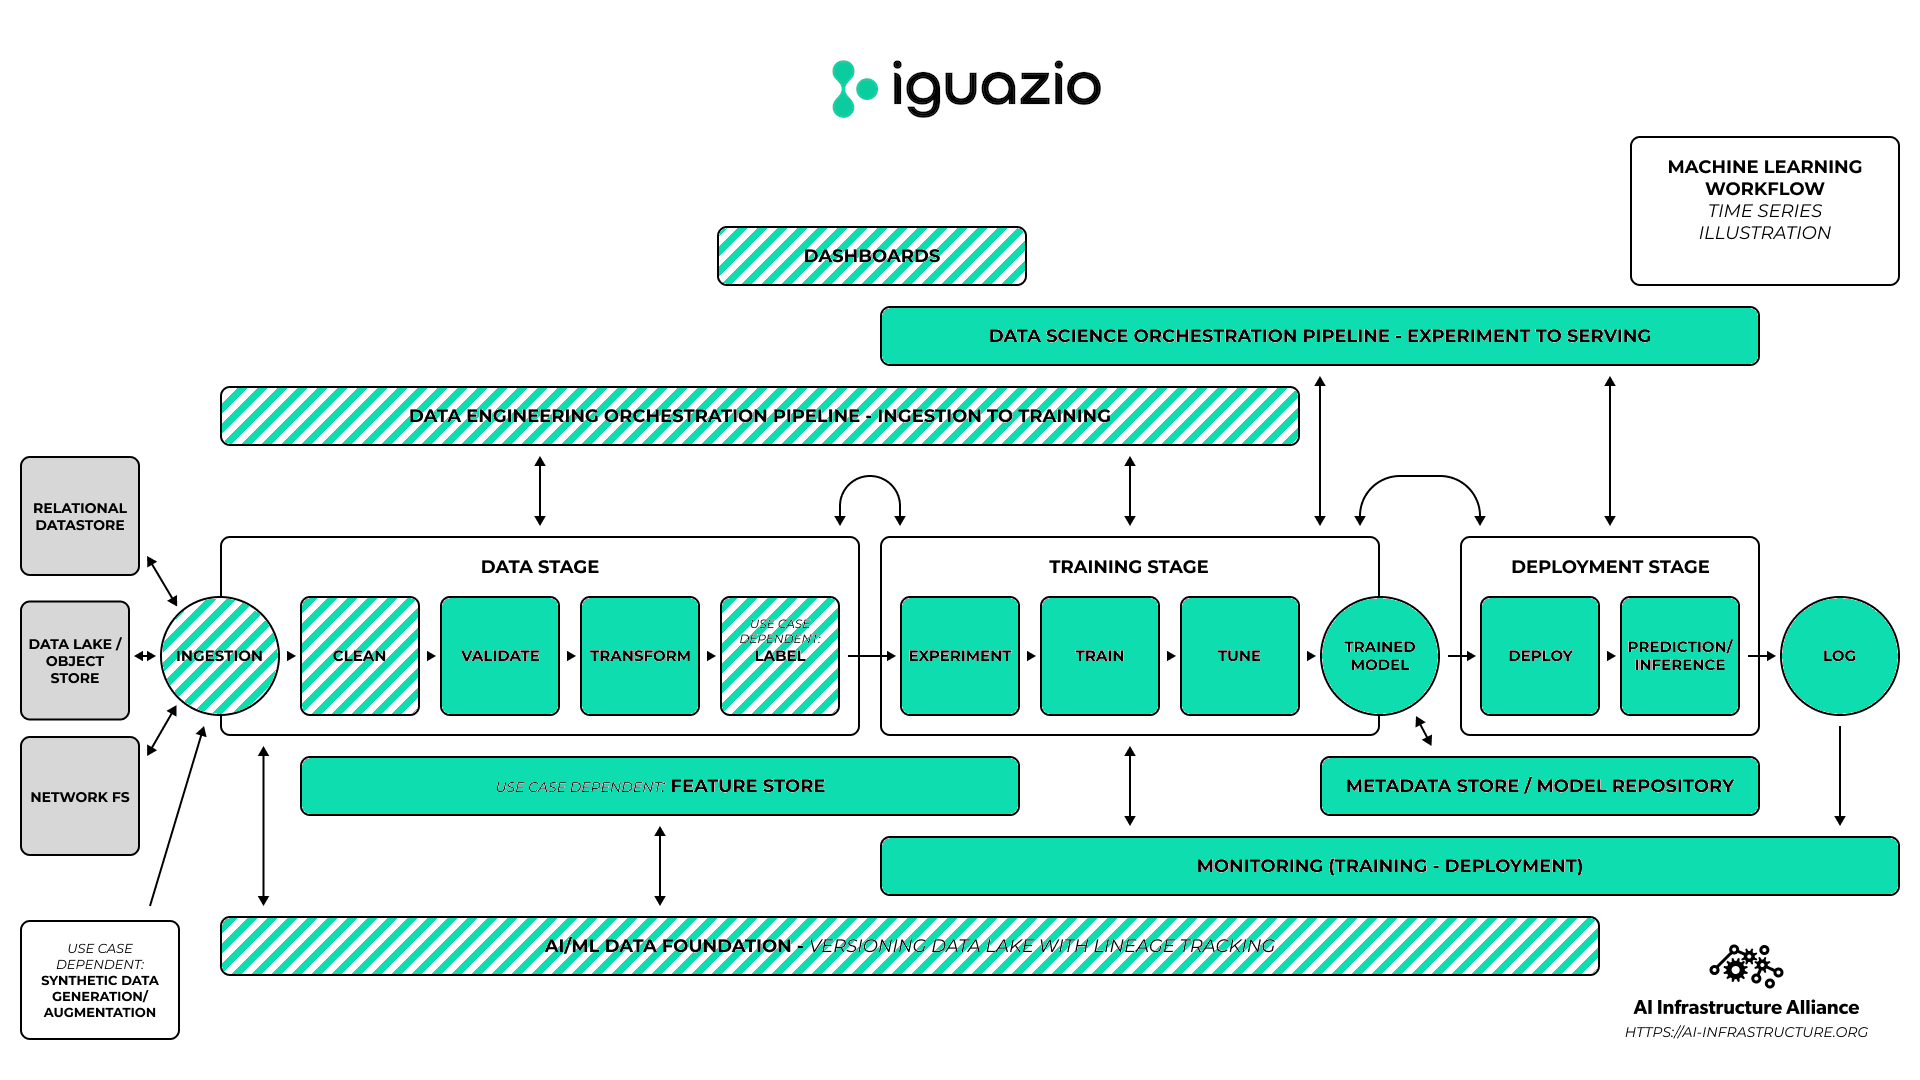 iguazio
MACHINE LEARNING
WORKFLOW
TIME SERIES
ILLUSTRATION
DASHBOARDS
DATA SCIENCE ORCHESTRATION PIPELINE - EXPERIMENT TO SERVING
DATA ENGINEERING ORCHESTRATION PIPELINE - INGESTION TO TRAINING
RELATIONAL
DATASTORE
DATA LAKE /
OBJECT
STORE
NETWORK FS
INGESTION
DATA STAGE
CLEAN
VALIDATE
TRANSFORM
USE CASE
DEPENDENT:
LABEL
TRAINING STAGE
EXPERIMENT
TRAIN
TUNE
TRAINED
MODEL
DEPLOYMENT STAGE
DEPLOY
PREDICTION/
INFERENCE
LOG
USE CASE DEPENDENT: FEATURE STORE
METADATA STORE / MODEL REPOSITORY
MONITORING (TRAINING - DEPLOYMENT)
AI/ML DATA FOUNDATION - VERSIONING DATA LAKE WITH LINEAGE TRACKING
USE CASE
DEPENDENT:
SYNTHETIC DATA
GENERATION/
AUGMENTATION
AI Infrastructure Alliance
HTTPS://AI-INFRASTRUCTURE.ORG